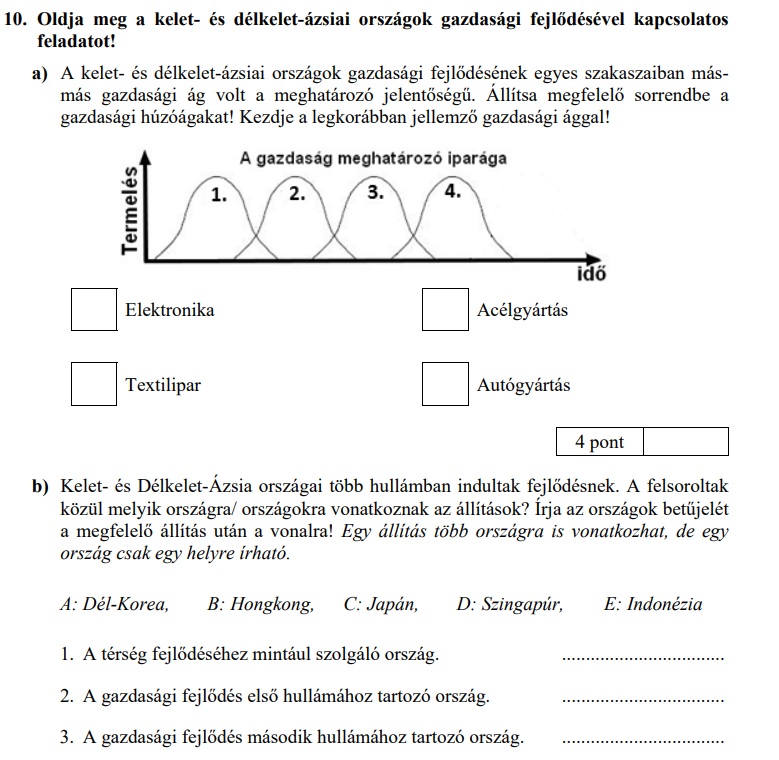 10. Oldja meg a kelet- és délkelet-ázsiai országok gazdasági fejlődésével kapcsolatos
feladatot!
a) A kelet- és délkelet-ázsiai országok gazdasági fejlődésének egyes szakaszaiban más-
más gazdasági ág volt a meghatározó jelentőségű. Állítsa megfelelő sorrendbe a
gazdasági húzóágakat! Kezdje a legkorábban jellemző gazdasági ággal!
A gazdaság meghatározó iparága
Termelés
1. 2. 3. 4.
idő
Elektronika Acélgyártás
Textilipar Autógyártás
4 pont
b) Kelet- és Délkelet-Ázsia országai több hullámban indultak fejlődésnek. A felsoroltak
közül melyik országra/ országokra vonatkoznak az állítások? Írja az országok betűjelét
a megfelelő állítás után a vonalra! Egy állítás több országra is vonatkozhat, de egy
ország csak egy helyre írható.
A: Dél-Korea, B: Hongkong, C: Japán, D: Szingapúr, E: Indonézia
1. A térség fejlődéséhez mintául szolgáló ország. ..................................
2. A gazdasági fejlődés első hullámához tartozó ország. ..................................
3. A gazdasági fejlődés második hullámához tartozó ország. ..................................